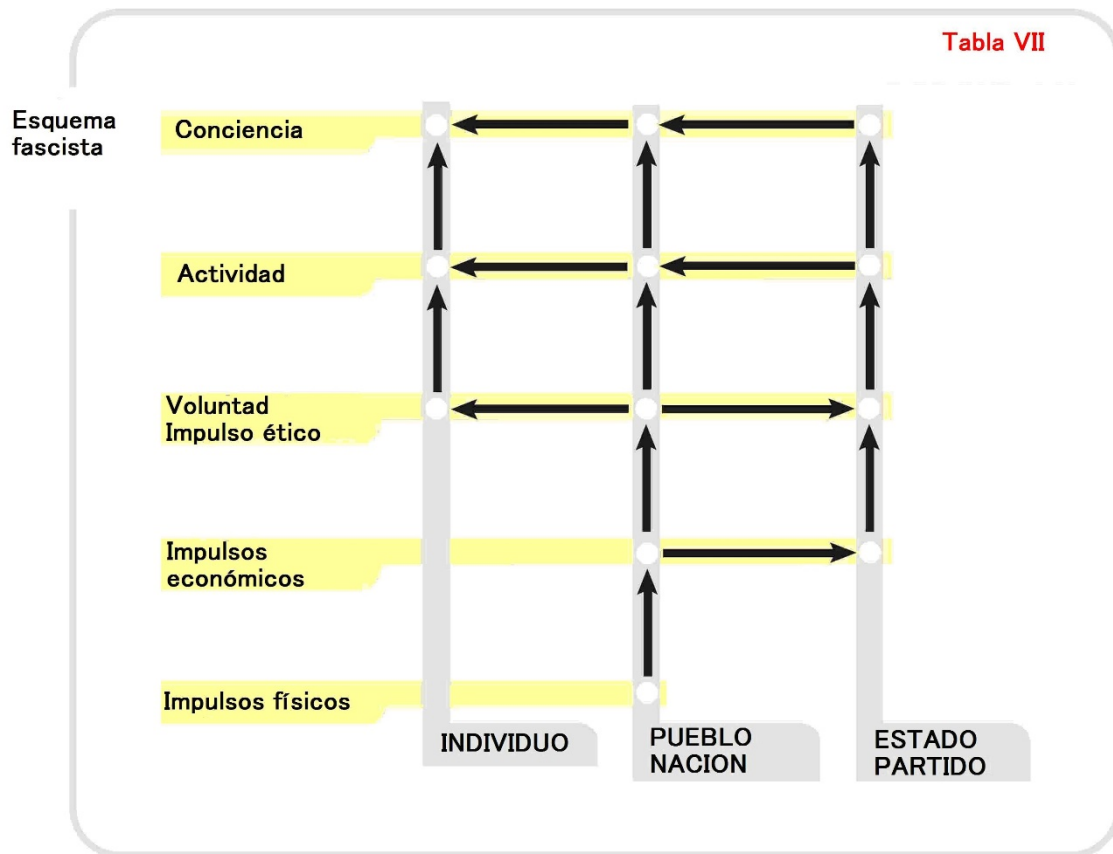 Tabla VII
Esquema
fascista
Conciencia
Actividad
Voluntad
Impulso ético
Impulsos
económicos
Impulsos físicos
INDIVIDUO
PUEBLO
NACION
ESTADO
PARTIDO